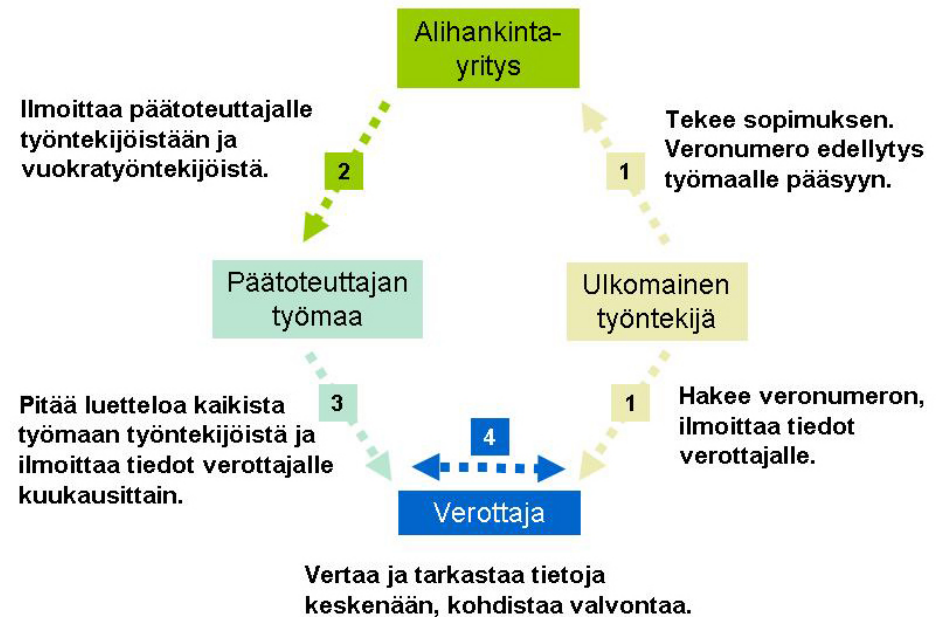 Alihankinta-
yritys
Ilmoittaa päätoteuttajalle
työntekijöistään ja
vuokratyöntekijöistä.
2
1
Tekee sopimuksen.
Veronumero edellytys
työmaalle pääsyyn.
Päätoteuttajan
työmaa
Ulkomainen
työntekijä
Pitää luetteloa kaikista
työmaan työntekijöistä ja
ilmoittaa tiedot verottajalle
kuukausittain.
3
4
1
Hakee veronumeron,
ilmoittaa tiedot
verottajalle.
Verottaja
Vertaa ja tarkastaa tietoja
keskenään, kohdistaa valvontaa.